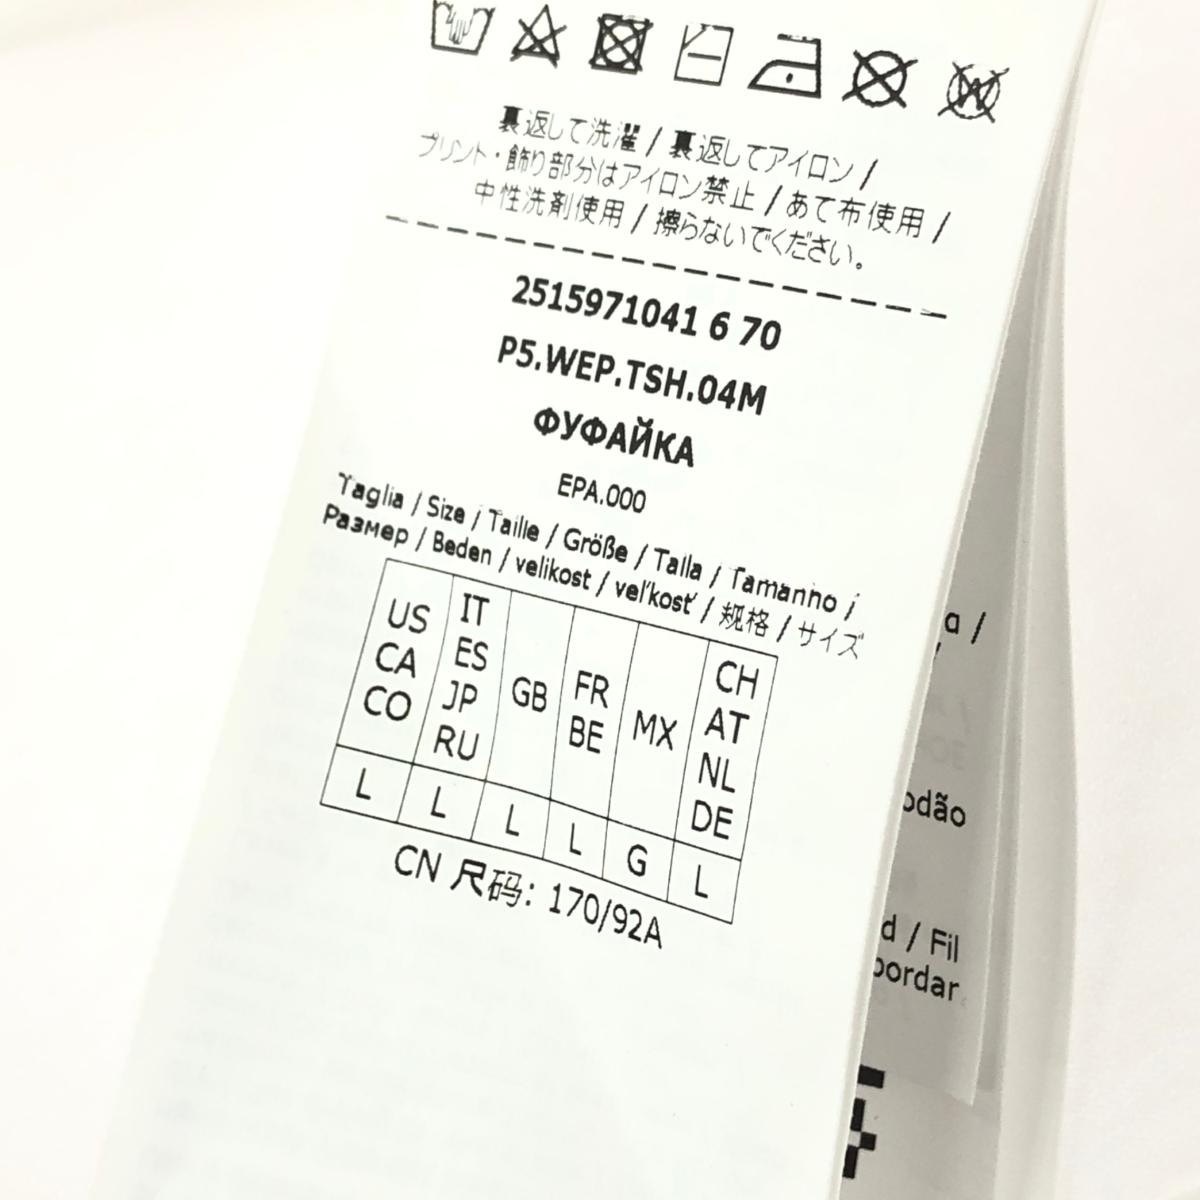 裏返して洗濯 / 裏返してアイロン /
プリント・飾り部分はアイロン禁止 / あて布使用 /
中性洗剤使用 / 擦らないでください。
2515971041 6 70
P5.WEP.TSH.04M
ФУФАЙКА
EPA.000
Taglia / Size / Taille / Größe / Talla / Tamanho /
Размер / Beden / velikost / veľkosť / 规格 / サイズ
US CA CO
IT ES JP RU
GB
FR BE
MX
CH AT NL DE
L L L L G L
CN 尺码: 170/92A
a /
odão
d / Fil
bordar